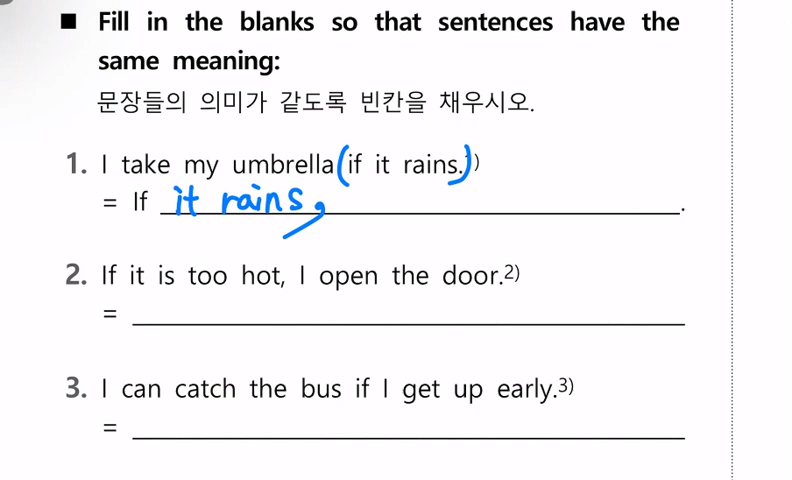 ■ Fill in the blanks so that sentences have the
same meaning:
문장들의 의미가 같도록 빈칸을 채우시오.
1. I take my umbrella(if it rains.))
= If it rains, .
2. If it is too hot, I open the door.2)
=
3. I can catch the bus if I get up early.3)
=